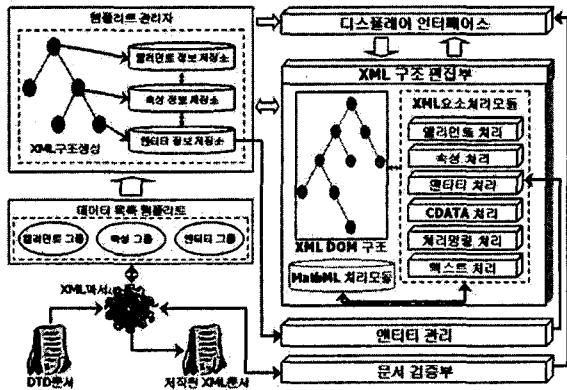 템플리트 관리자
엘리먼트 정보 저장소
속성 정보 저장소
엔티티 정보 저장소
XML구조생성
데이터 목록 템플리트
엘리먼트 그룹
속성 그룹
엔티티 그룹
XML파서
DTD문서
저작된 XML문서
디스플레이 인터페이스
XML 구조 편집부
XML요소처리모듈
엘리먼트 처리
속성 처리
엔티티 처리
CDATA 처리
처리명령 처리
텍스트 처리
XML DOM 구조
MathML 처리모듈
엔티티 관리
문서 검증부